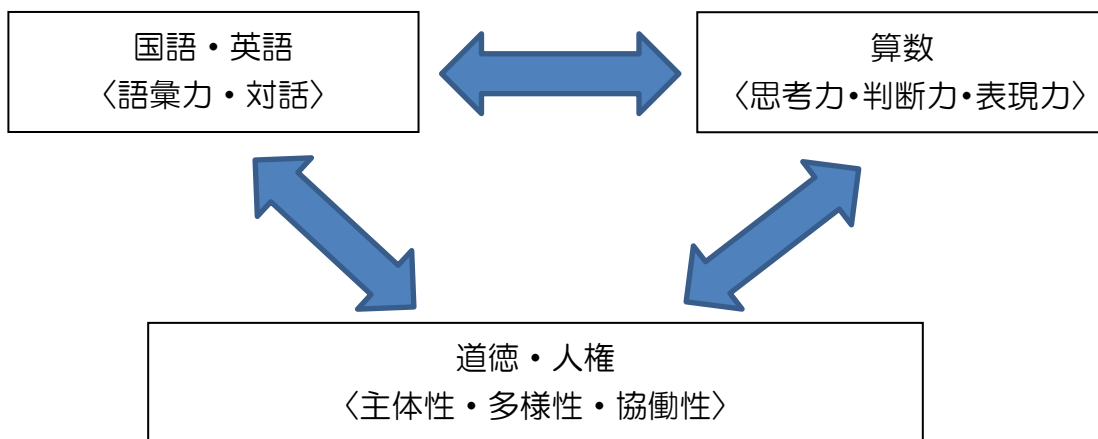 国語・英語
〈語彙力・対話〉
算数
〈思考力・判断力・表現力〉
道徳・人権
〈主体性・多様性・協働性〉